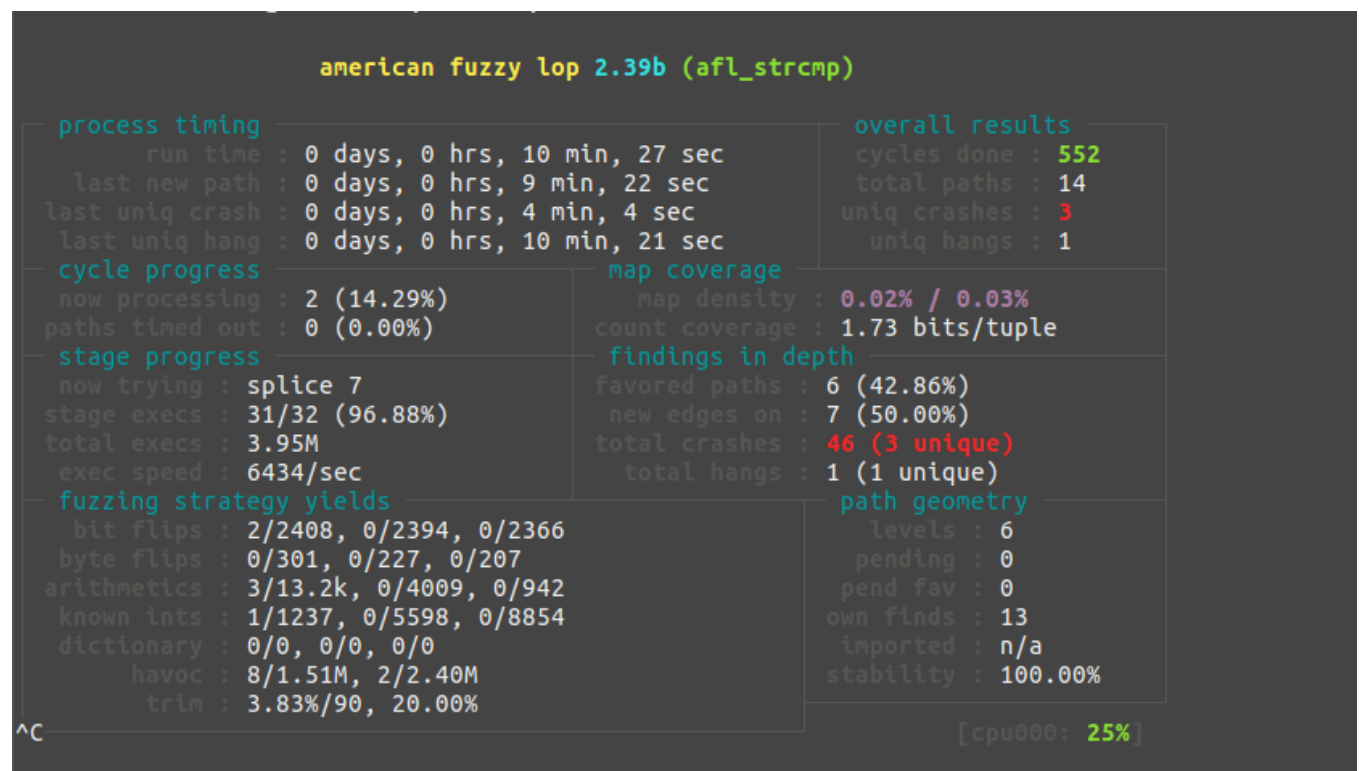 american fuzzy lop 2.39b (afl_strcmp)
process timing overall results
run time : 0 days, 0 hrs, 10 min, 27 sec cycles done : 552
last new path : 0 days, 0 hrs, 9 min, 22 sec total paths : 14
last uniq crash : 0 days, 0 hrs, 4 min, 4 sec uniq crashes : 3
last uniq hang : 0 days, 0 hrs, 10 min, 21 sec uniq hangs : 1
cycle progress map coverage
now processing : 2 (14.29%) map density : 0.02% / 0.03%
paths timed out : 0 (0.00%) count coverage : 1.73 bits/tuple
stage progress findings in depth
now trying : splice 7 favored paths : 6 (42.86%)
stage execs : 31/32 (96.88%) new edges on : 7 (50.00%)
total execs : 3.95M total crashes : 46 (3 unique)
exec speed : 6434/sec total hangs : 1 (1 unique)
fuzzing strategy yields path geometry
bit flips : 2/2408, 0/2394, 0/2366 levels : 6
byte flips : 0/301, 0/227, 0/207 pending : 0
arithmetics : 3/13.2k, 0/4009, 0/942 pend fav : 0
known ints : 1/1237, 0/5598, 0/8854 own finds : 13
dictionary : 0/0, 0/0, 0/0 imported : n/a
havoc : 8/1.51M, 2/2.40M stability : 100.00%
trim : 3.83%/90, 20.00%
^C [cpu000: 25%]